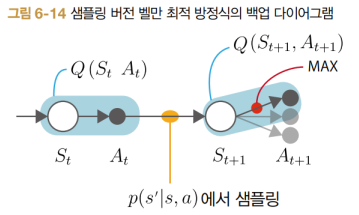 그림 6-14 샘플링 버전 벨만 최적 방정식의 백업 다이어그램
Q(S_t A_t)
Q(S_{t+1}, A_{t+1})
MAX
S_t
A_t
S_{t+1}
A_{t+1}
p(s'|s, a)에서 샘플링